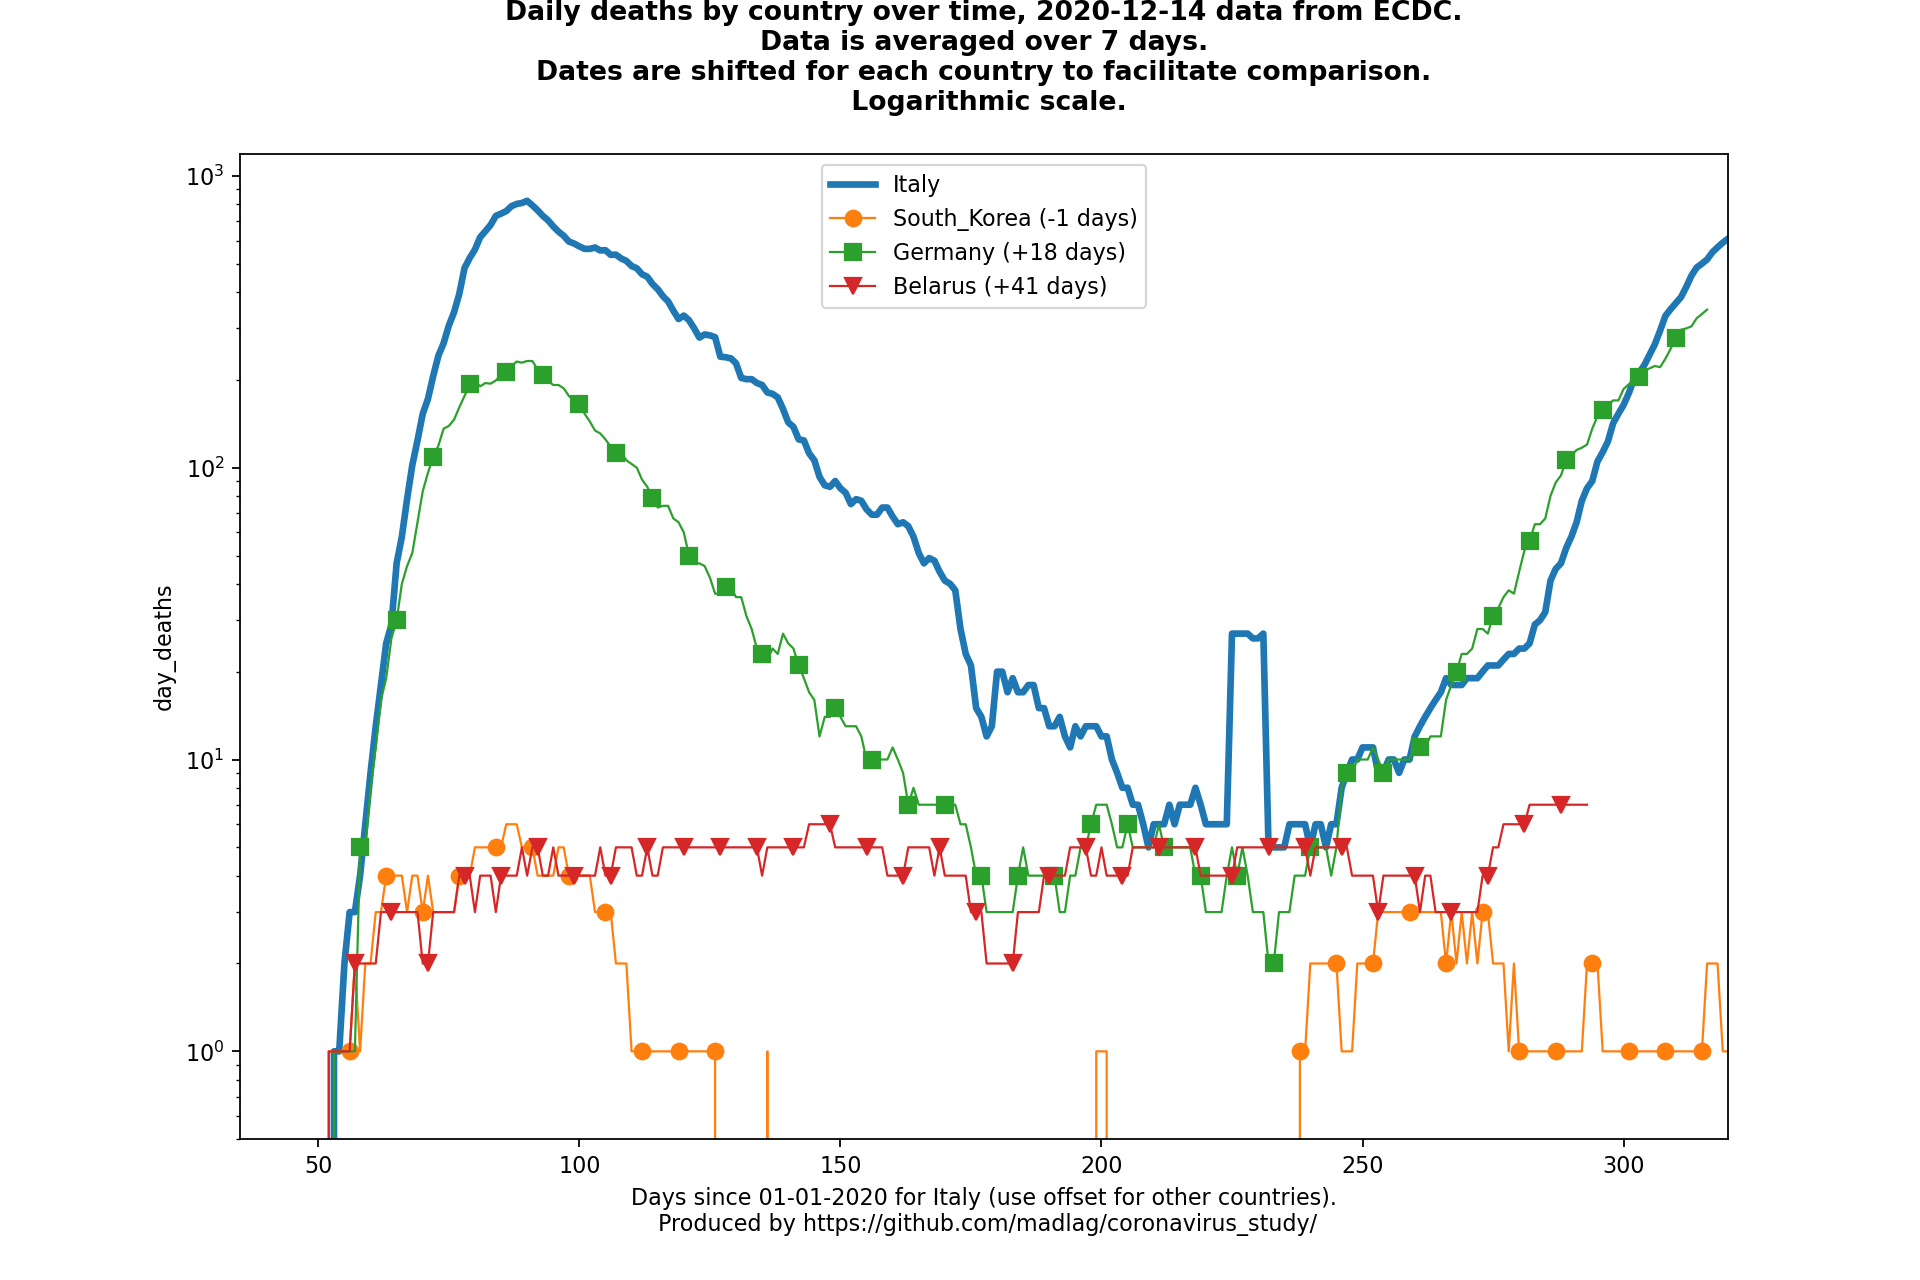 Daily deaths by country over time, 2020-12-14 data from ECDC.
Data is averaged over 7 days.
Dates are shifted for each country to facilitate comparison.
Logarithmic scale.
10³
Italy
South_Korea (-1 days)
Germany (+18 days)
Belarus (+41 days)
10²
day_deaths
10¹
10⁰
50 100 150 200 250 300
Days since 01-01-2020 for Italy (use offset for other countries).
Produced by https://github.com/madlag/coronavirus_study/